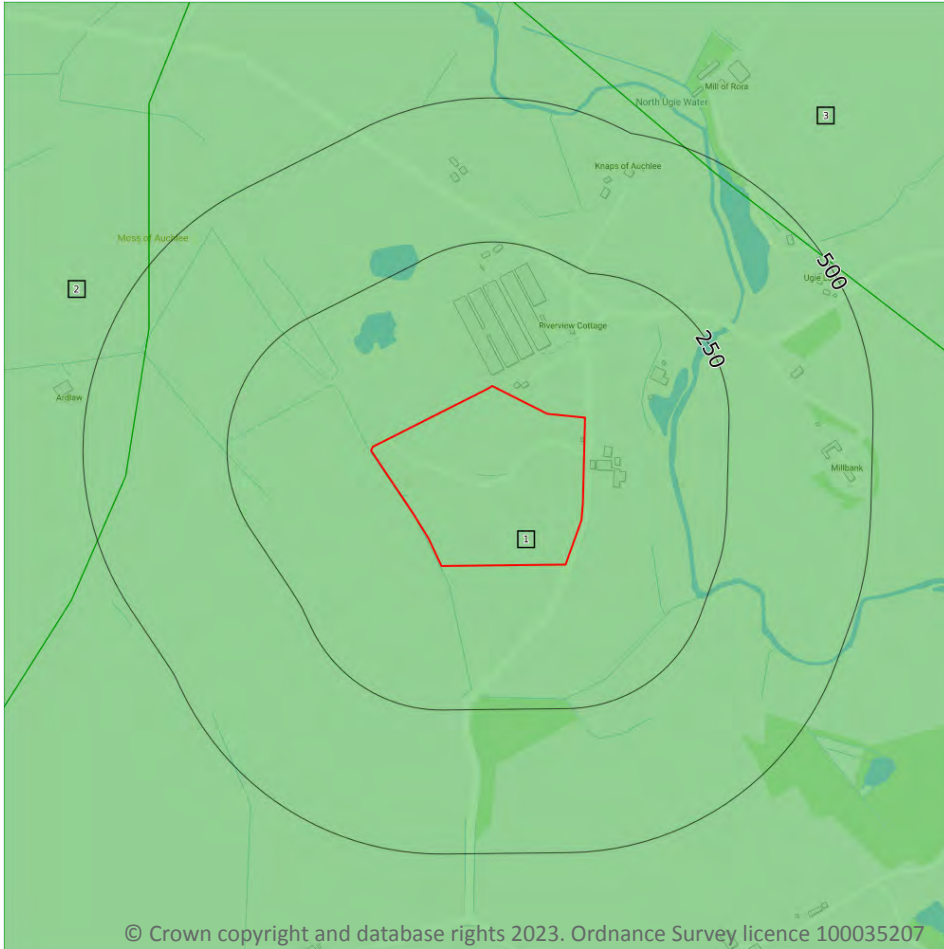 Mill of Rora
North Ugie Water
3
Knaps of Auchlee
Moss of Auchlee
500
2
Riverview Cottage
250
Ardlaw
Millbank
1
© Crown copyright and database rights 2023. Ordnance Survey licence 100035207